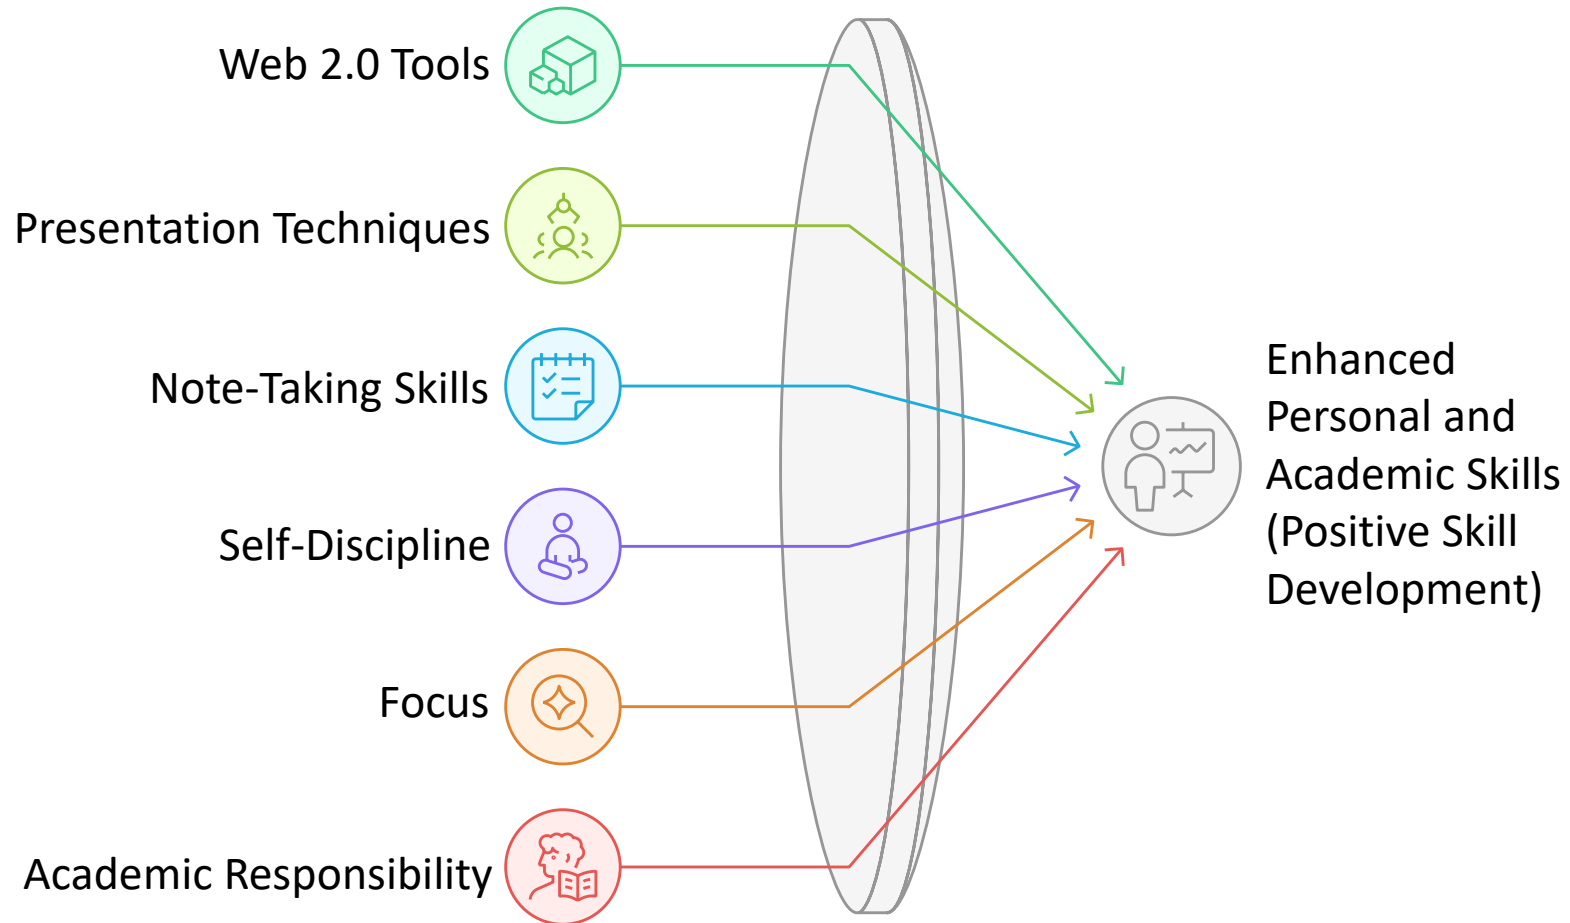 Web 2.0 Tools
Presentation Techniques
Note-Taking Skills
Self-Discipline
Focus
Academic Responsibility
Enhanced
Personal and
Academic Skills
(Positive Skill
Development)